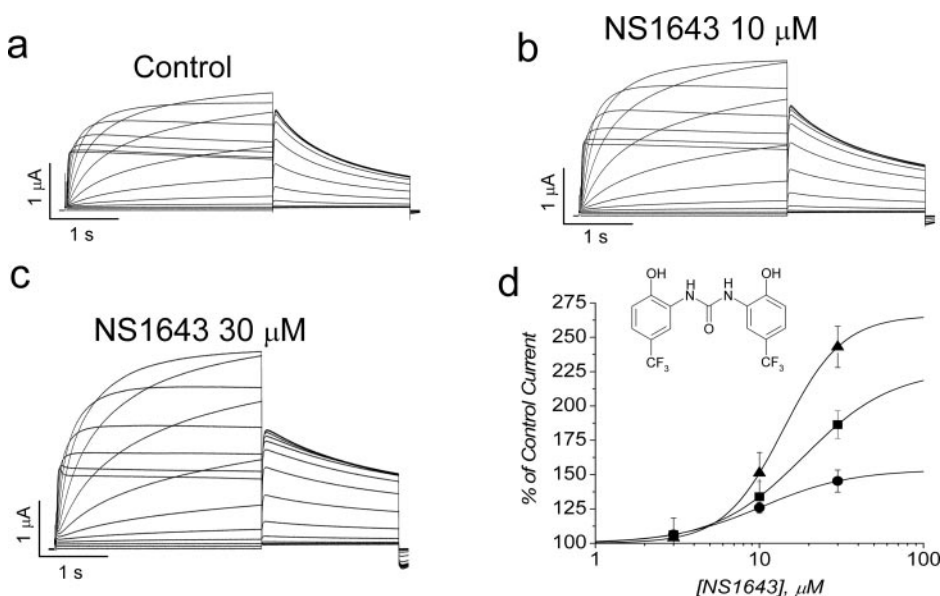 a
Control
1 μA
1 s
b
NS1643 10 μM
1 μA
1 s
c
NS1643 30 μM
1 μA
1 s
d
OH
H
N
H
N
OH
O
CF3
CF3
% of Control Current
275
250
225
200
175
150
125
100
1
10
100
[NS1643], μM